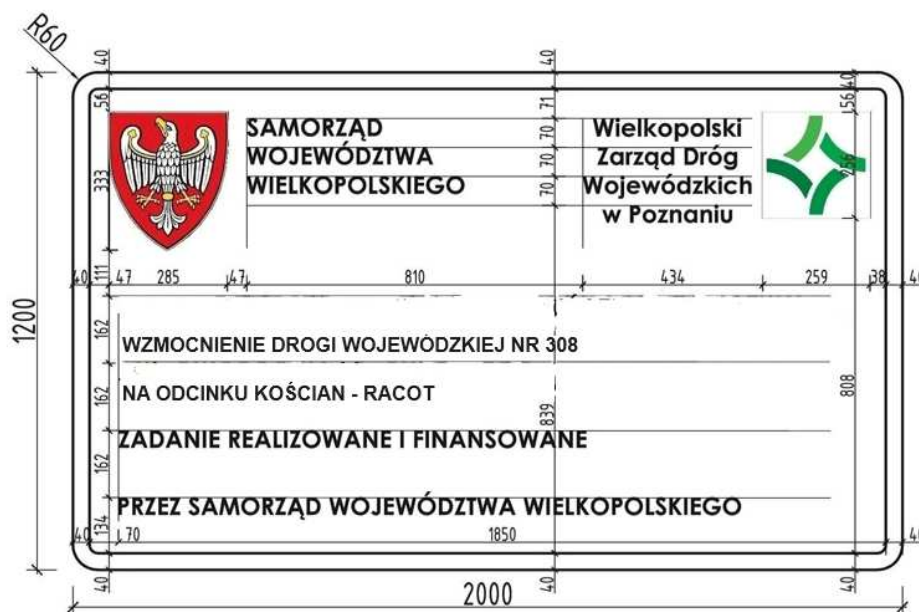 R60
40 40 40
56 71 56
SAMORZĄD
WOJEWÓDZTWA
WIELKOPOLSKIEGO
Wielkopolski
Zarząd Dróg
Wojewódzkich
w Poznaniu
333 70 70 70 256
111
40 47 285 47 810 434 259 38 40
1200
162
WZMOCNIENIE DROGI WOJEWÓDZKIEJ NR 308
162
NA ODCINKU KOŚCIAN - RACOT
839 808
ZADANIE REALIZOWANE I FINANSOWANE
162
PRZEZ SAMORZĄD WOJEWÓDZTWA WIELKOPOLSKIEGO
134
40 70 1850 40
40 40 40
2000